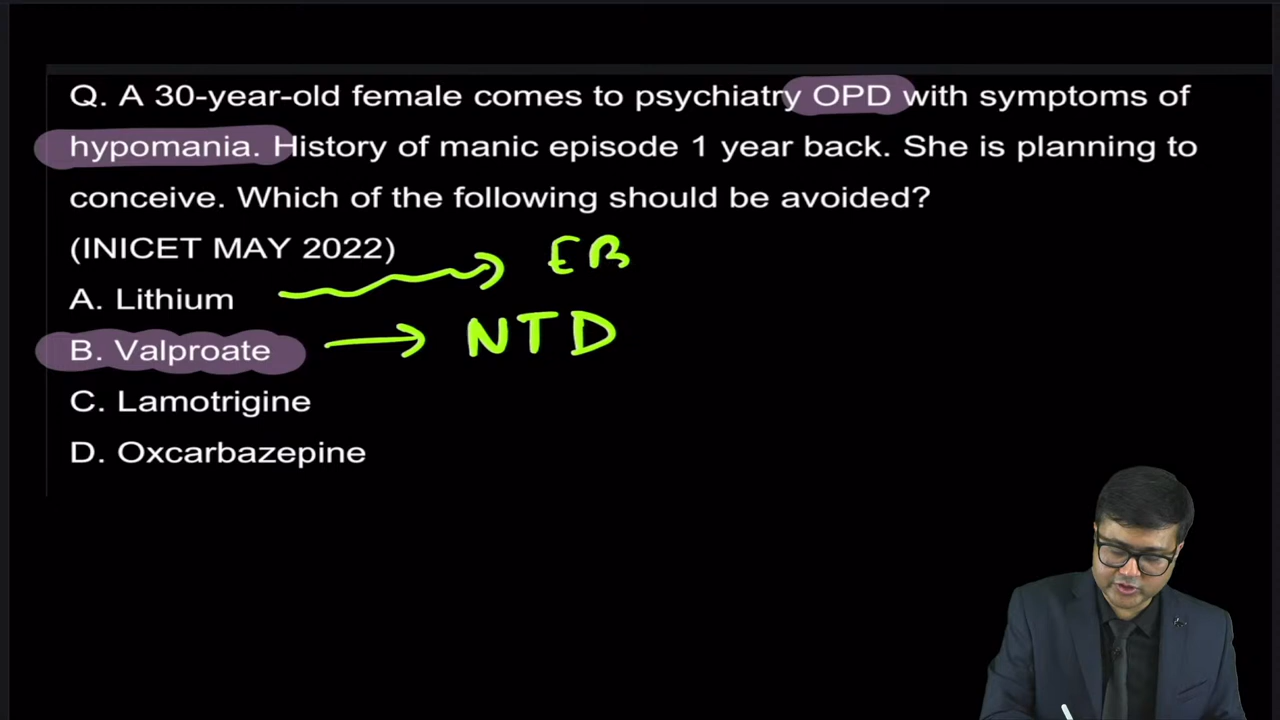 Q. A 30-year-old female comes to psychiatry OPD with symptoms of
hypomania. History of manic episode 1 year back. She is planning to
conceive. Which of the following should be avoided?
(INICET MAY 2022)
A. Lithium → EB
B. Valproate → NTD
C. Lamotrigine
D. Oxcarbazepine